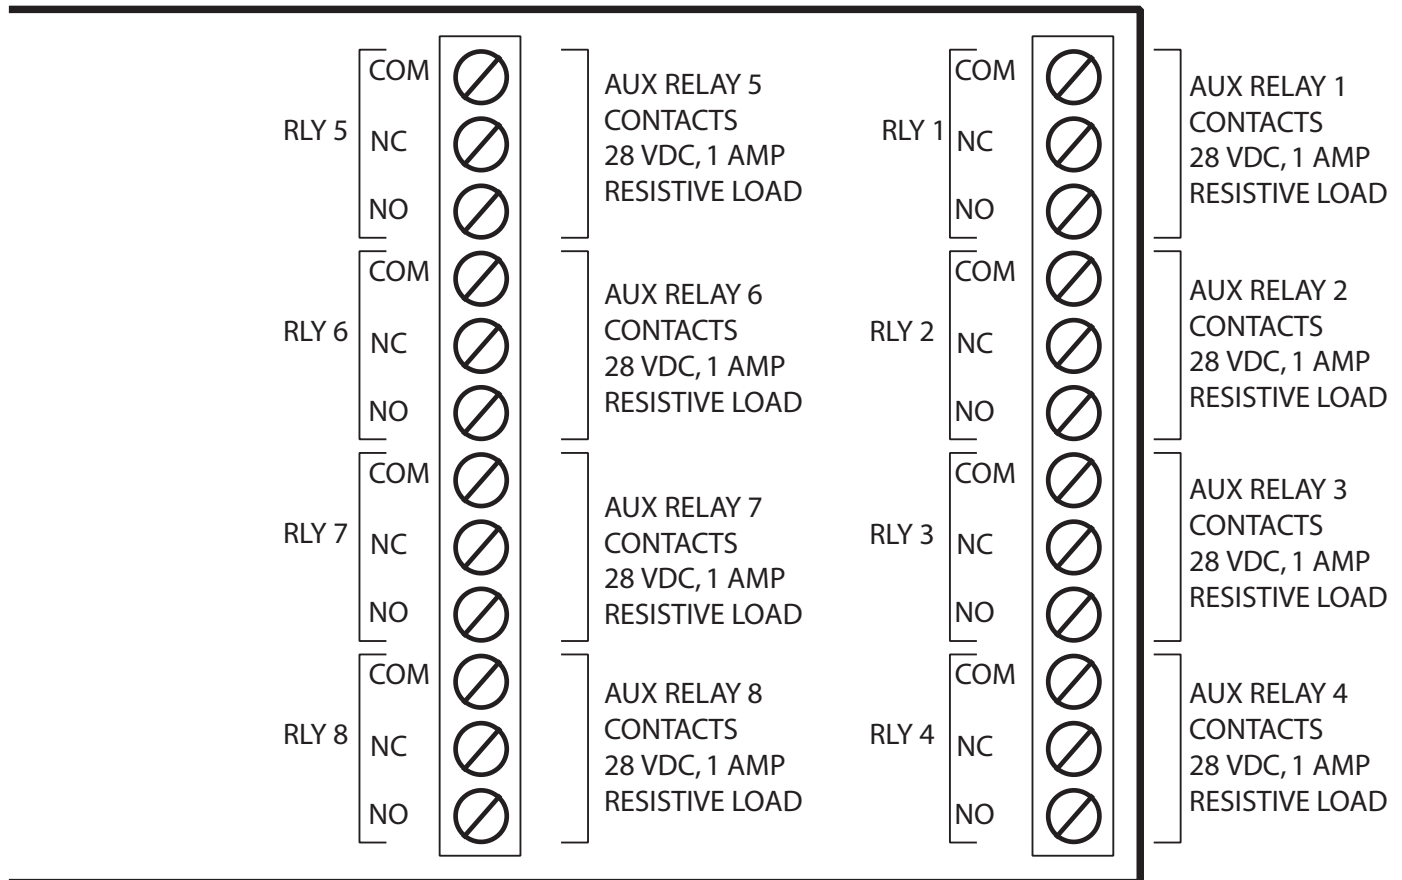 RLY 5
COM
NC
NO
AUX RELAY 5
CONTACTS
28 VDC, 1 AMP
RESISTIVE LOAD
RLY 6
COM
NC
NO
AUX RELAY 6
CONTACTS
28 VDC, 1 AMP
RESISTIVE LOAD
RLY 7
COM
NC
NO
AUX RELAY 7
CONTACTS
28 VDC, 1 AMP
RESISTIVE LOAD
RLY 8
COM
NC
NO
AUX RELAY 8
CONTACTS
28 VDC, 1 AMP
RESISTIVE LOAD
RLY 1
COM
NC
NO
AUX RELAY 1
CONTACTS
28 VDC, 1 AMP
RESISTIVE LOAD
RLY 2
COM
NC
NO
AUX RELAY 2
CONTACTS
28 VDC, 1 AMP
RESISTIVE LOAD
RLY 3
COM
NC
NO
AUX RELAY 3
CONTACTS
28 VDC, 1 AMP
RESISTIVE LOAD
RLY 4
COM
NC
NO
AUX RELAY 4
CONTACTS
28 VDC, 1 AMP
RESISTIVE LOAD